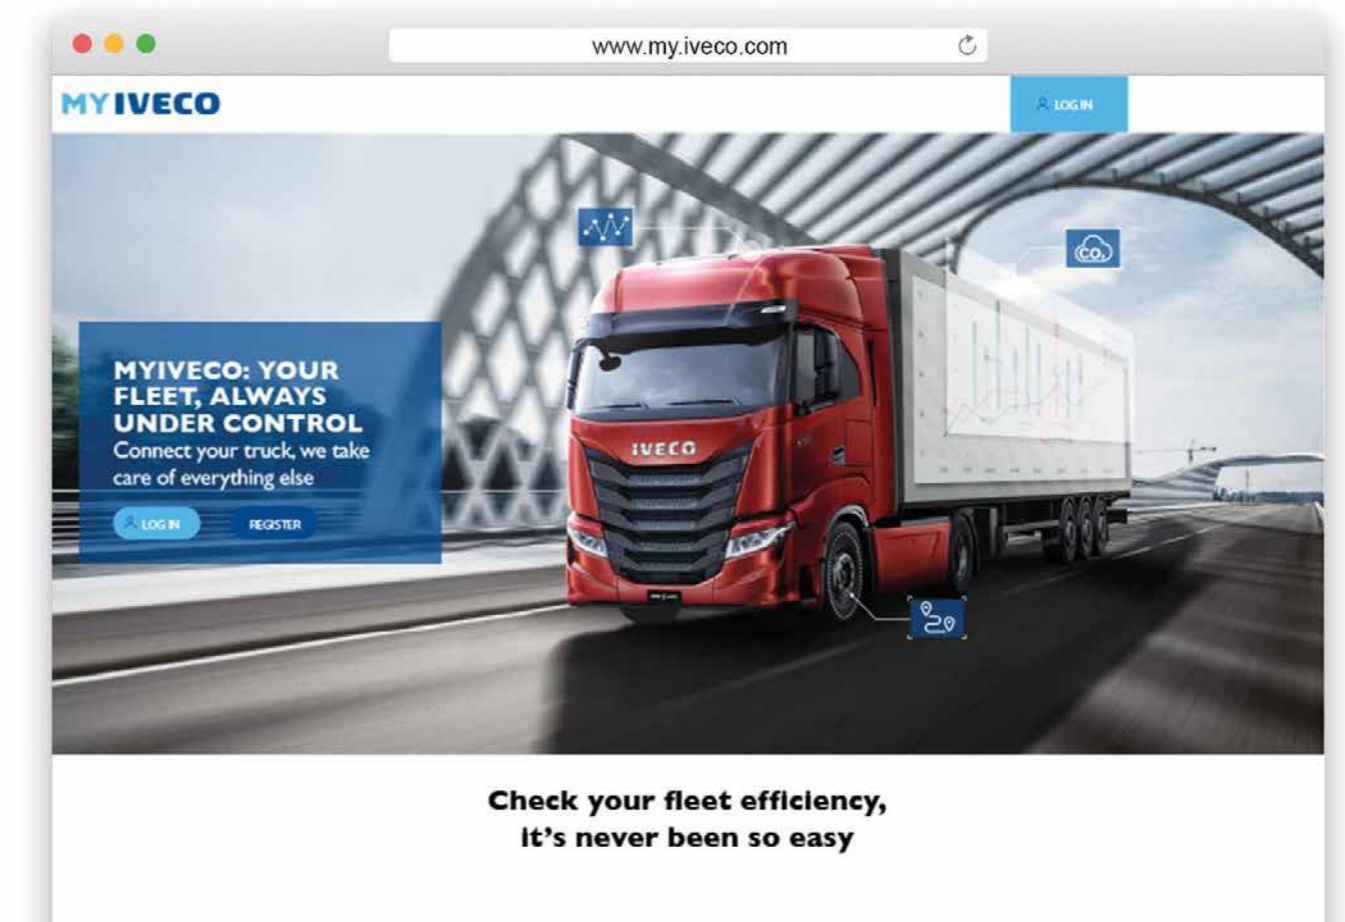 www.my.iveco.com
MYIVECO
LOG IN
CO₂
MYIVECO: YOUR
FLEET, ALWAYS
UNDER CONTROL
Connect your truck, we take
care of everything else
LOG IN
REGISTER
IVECO
Check your fleet efficiency,
it's never been so easy